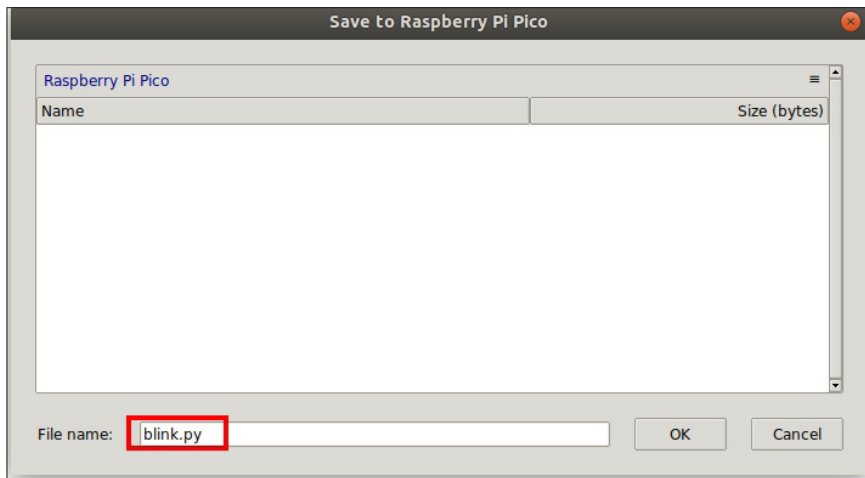 Save to Raspberry Pi Pico
Raspberry Pi Pico
Name Size (bytes)
File name: blink.py OK Cancel